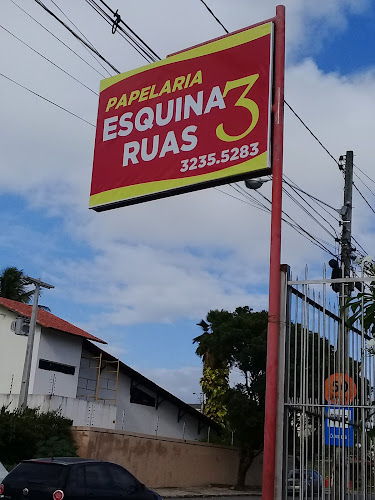 PAPELARIA
ESQUINA 3
RUAS
3235.5283